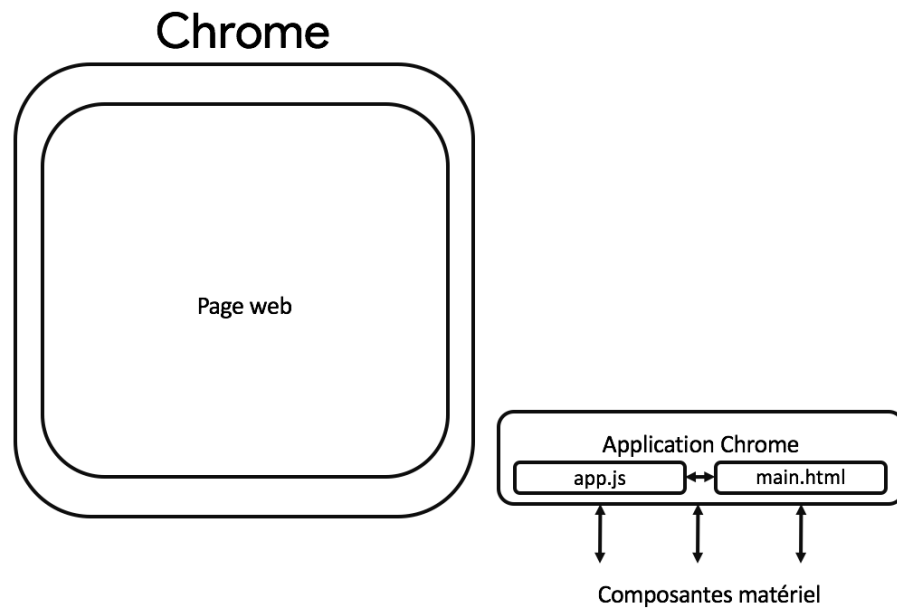 Chrome
Page web
Application Chrome
app.js
main.html
Composantes matériel